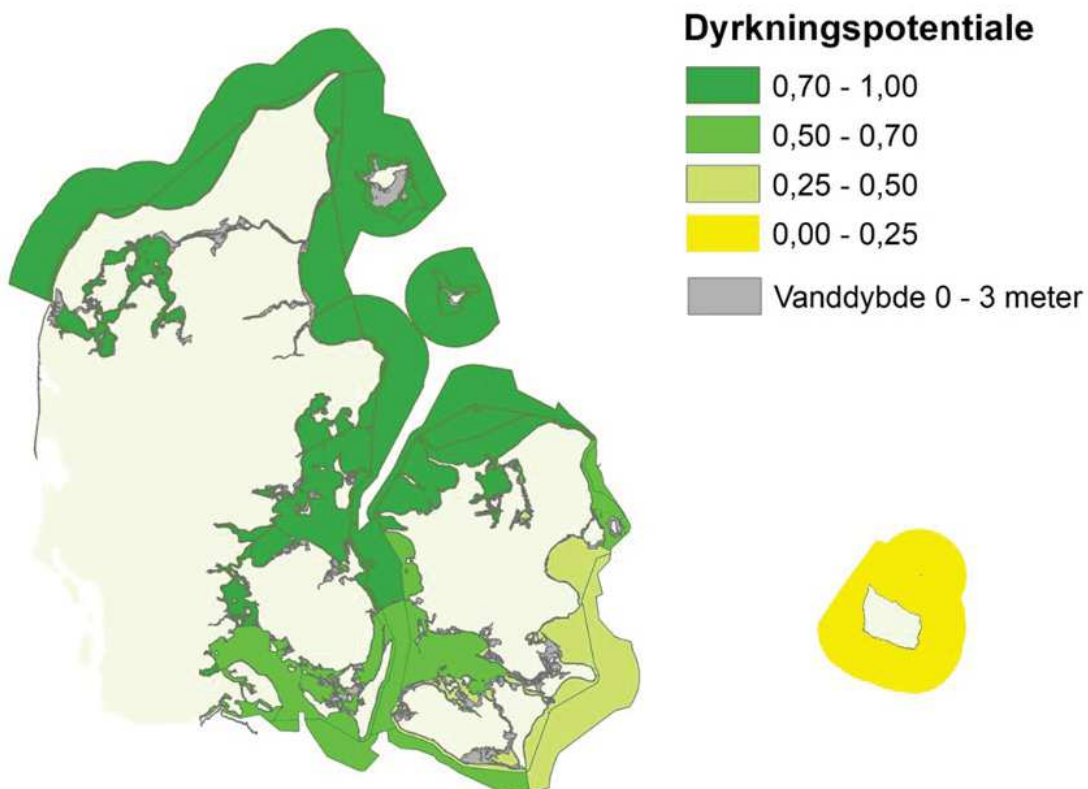 Dyrkningspotentiale
0,70 - 1,00
0,50 - 0,70
0,25 - 0,50
0,00 - 0,25
Vanddybde 0 - 3 meter